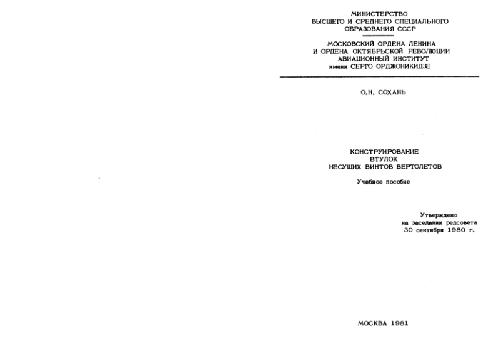 МИНИСТЕРСТВО
ВЫСШЕГО И СРЕДНЕГО СПЕЦИАЛЬНОГО
ОБРАЗОВАНИЯ СССР
МОСКОВСКИЙ ОРДЕНА ЛЕНИНА
И ОРДЕНА ОКТЯБРЬСКОЙ РЕВОЛЮЦИИ
АВИАЦИОННЫЙ ИНСТИТУТ
имени СЕРГО ОРДЖОНИКИДЗЕ
О.Н. СОХАНЬ
КОНСТРУИРОВАНИЕ
ВТУЛОК
НЕСУЩИХ ВИНТОВ ВЕРТОЛЕТОВ
Учебное пособие
Утверждено
на заседании редсовета
30 сентября 1980 г.
МОСКВА 1981